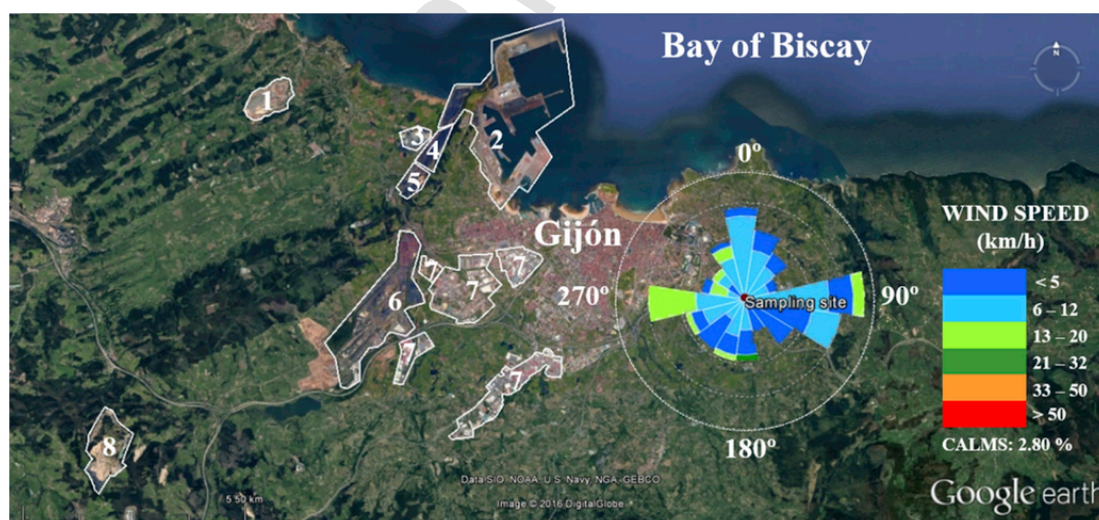 Bay of Biscay
N
1
2
3
4
5
0º
Gijón
WIND SPEED
(km/h)
< 5
6 – 12
13 – 20
21 – 32
33 – 50
> 50
CALMS: 2.80 %
7
7
7
270º
Sampling site
90º
6
7
7
180º
8
5.50 km
Data SIO, NOAA, U.S. Navy, NGA, GEBCO
Image © 2016 DigitalGlobe
Google earth